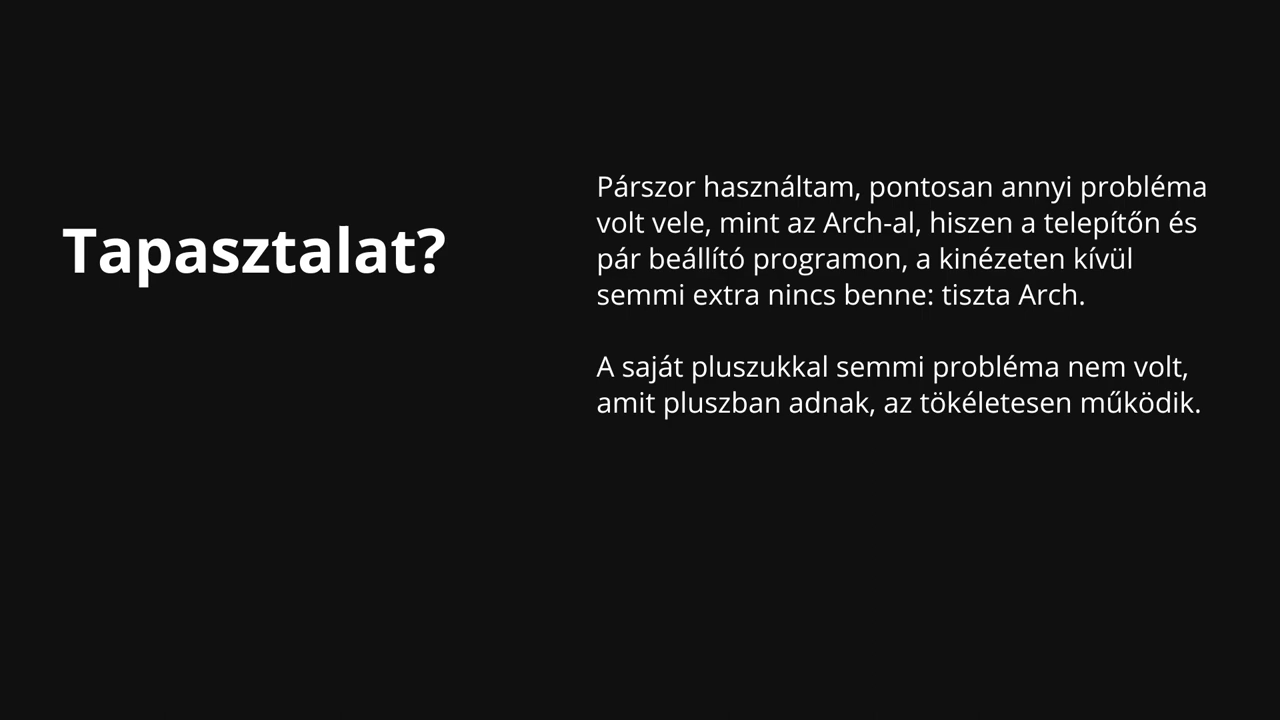 Tapasztalat?
Párszor használtam, pontosan annyi probléma
volt vele, mint az Arch-al, hiszen a telepítőn és
pár beállító programon, a kinézeten kívül
semmi extra nincs benne: tiszta Arch.
A saját pluszukkal semmi probléma nem volt,
amit pluszban adnak, az tökéletesen működik.